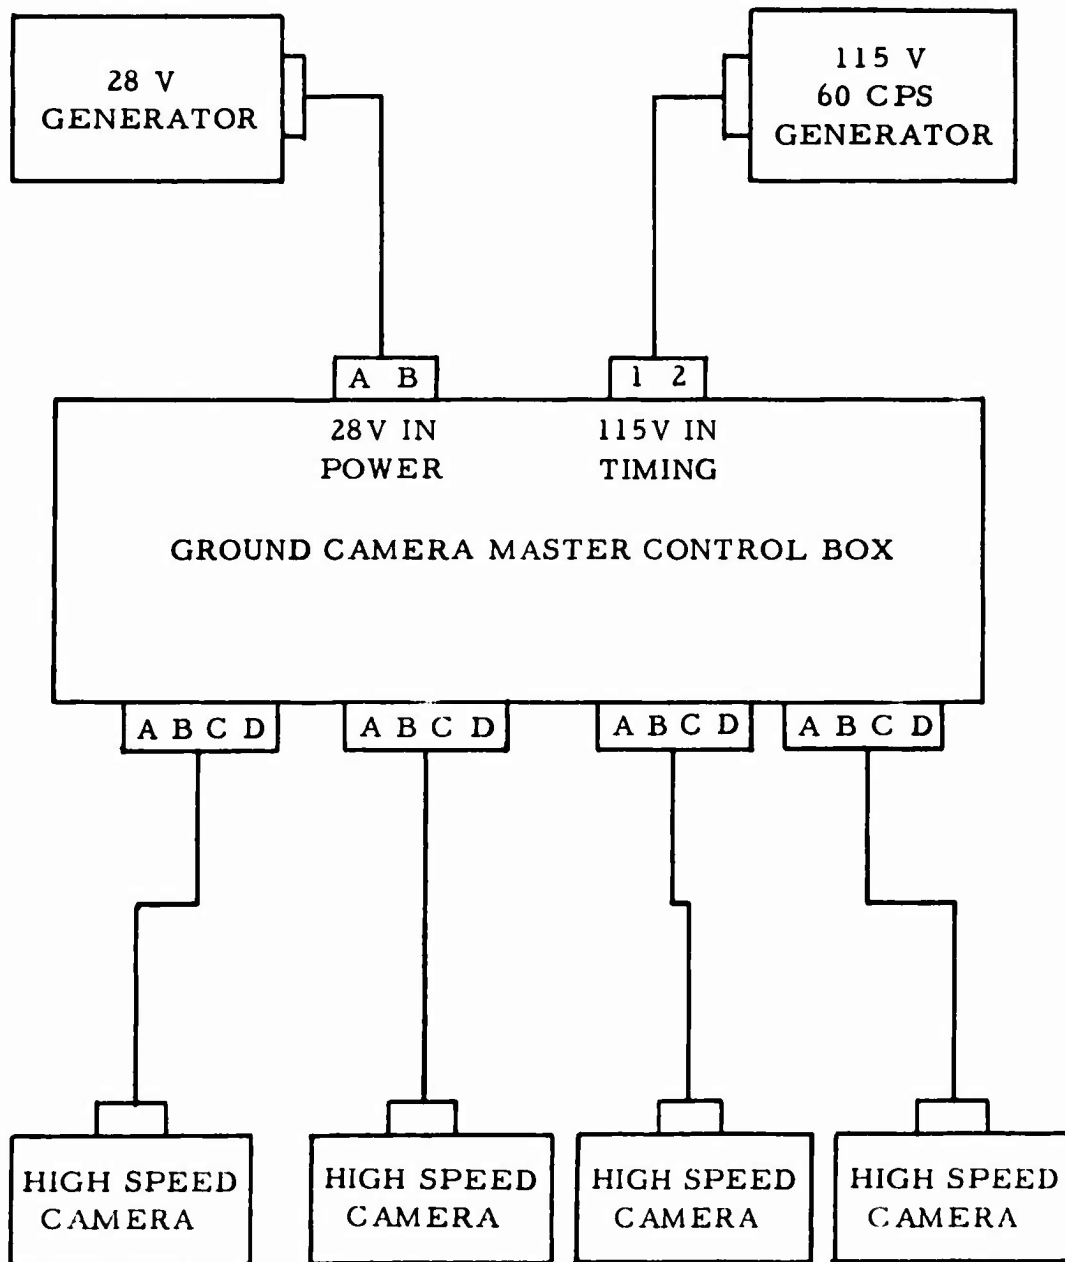 28 V
GENERATOR
115 V
60 CPS
GENERATOR
A B
1 2
28V IN
POWER
115V IN
TIMING
GROUND CAMERA MASTER CONTROL BOX
A B C D
A B C D
A B C D
A B C D
HIGH SPEED
CAMERA
HIGH SPEED
CAMERA
HIGH SPEED
CAMERA
HIGH SPEED
CAMERA